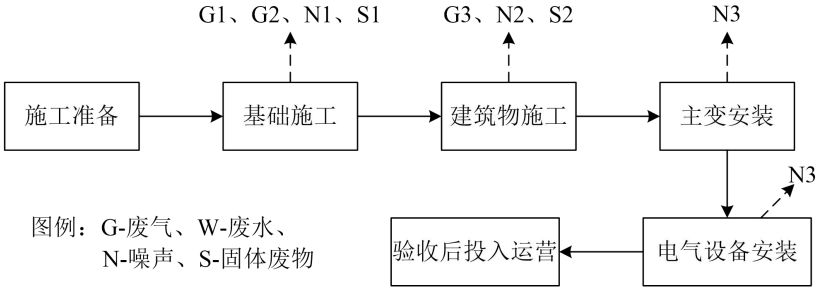 G1、G2、N1、S1
G3、N2、S2
N3
施工准备
基础施工
建筑物施工
主变安装
N3
图例：G-废气、W-废水、
N-噪声、S-固体废物
验收后投入运营
电气设备安装